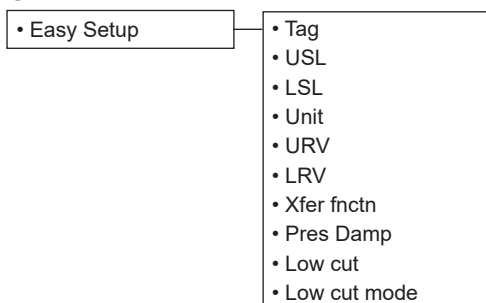 • Easy Setup
• Tag
• USL
• LSL
• Unit
• URV
• LRV
• Xfer fnctn
• Pres Damp
• Low cut
• Low cut mode